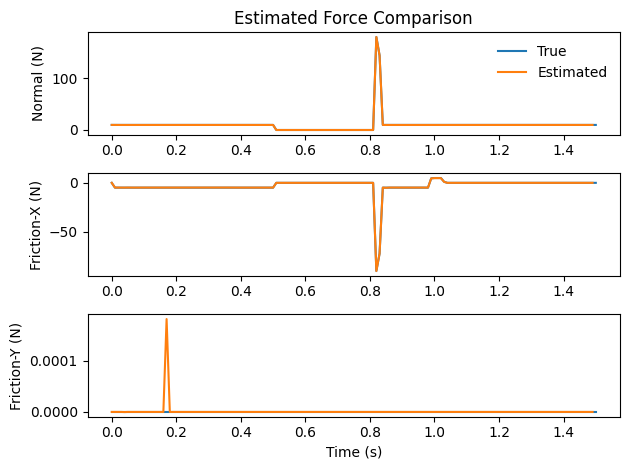 Estimated Force Comparison
Normal (N)
100
0
True
Estimated
0.0 0.2 0.4 0.6 0.8 1.0 1.2 1.4
Friction-X (N)
0
−50
0.0 0.2 0.4 0.6 0.8 1.0 1.2 1.4
Friction-Y (N)
0.0001
0.0000
0.0 0.2 0.4 0.6 0.8 1.0 1.2 1.4
Time (s)